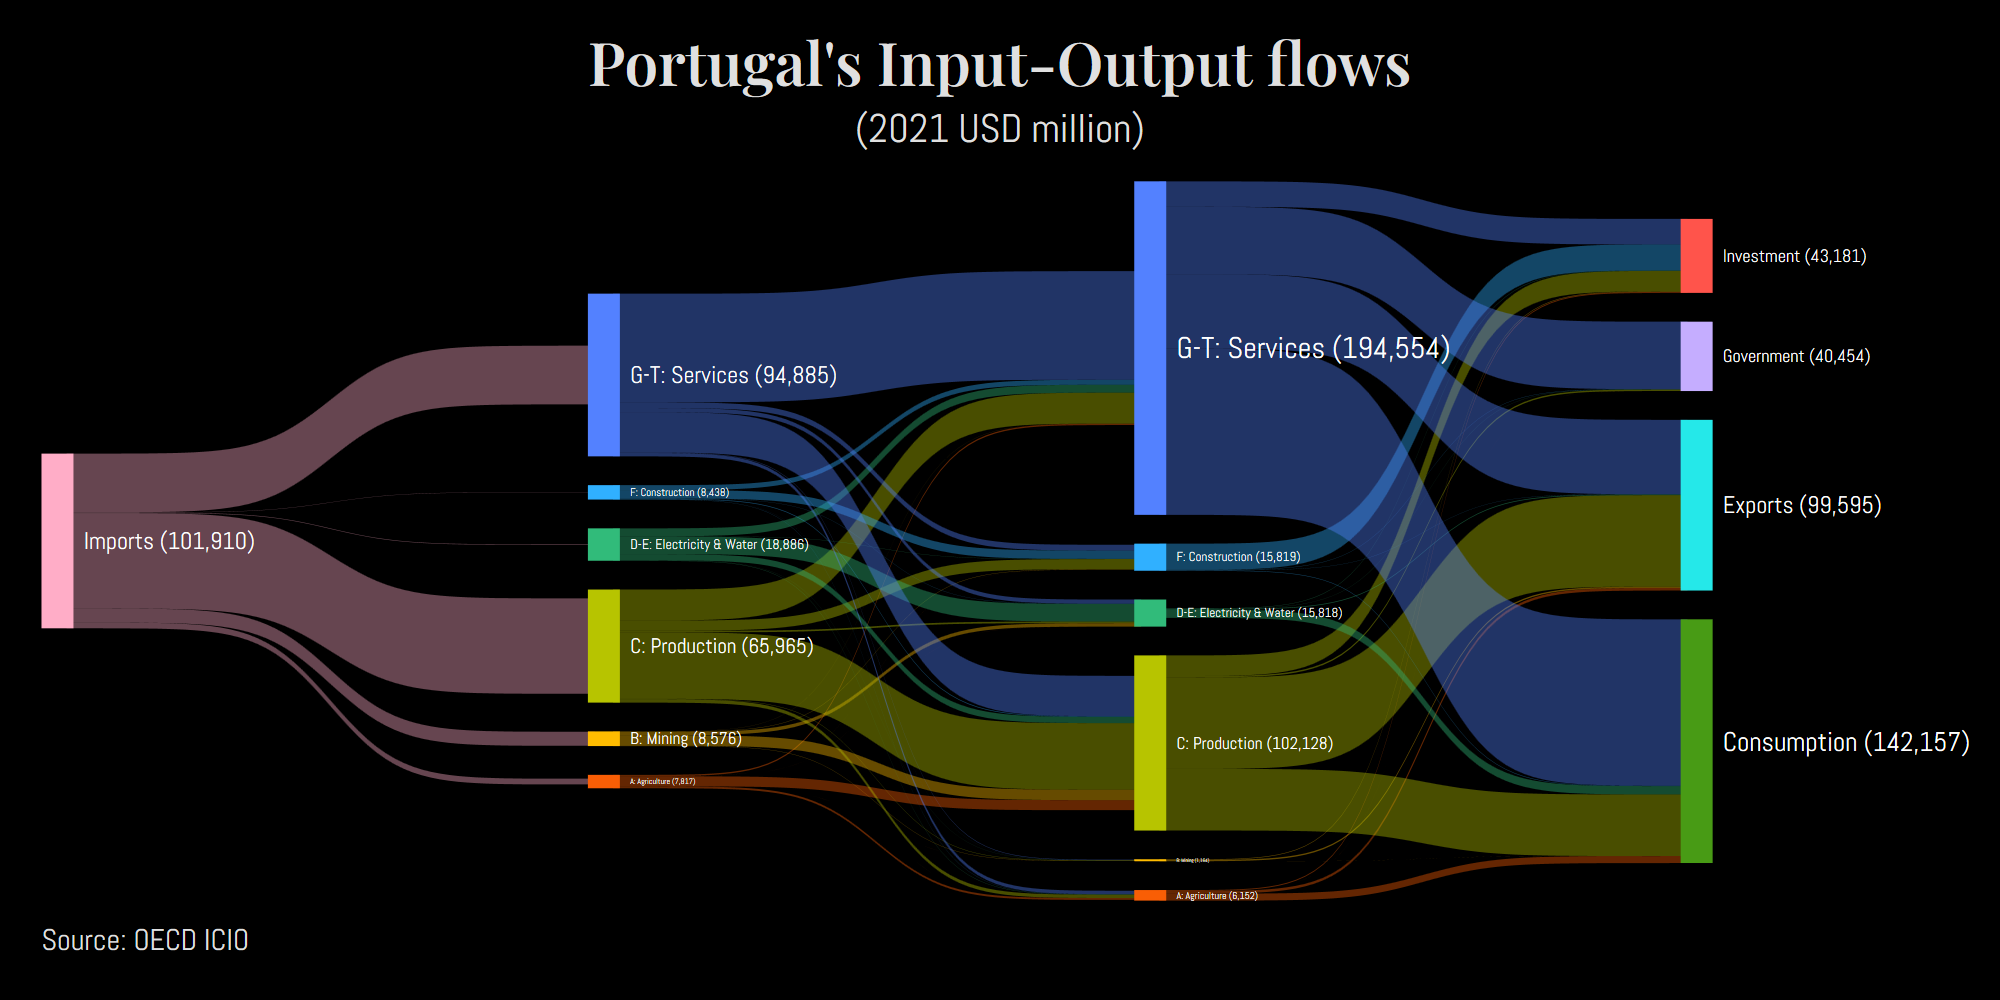 Portugal's Input-Output flows
(2021 USD million)
Imports (101,910)
G-T: Services (94,885)
F: Construction (8,438)
D-E: Electricity & Water (18,886)
C: Production (65,965)
B: Mining (8,576)
A: Agriculture (7,817)
G-T: Services (194,554)
F: Construction (15,819)
D-E: Electricity & Water (15,818)
C: Production (102,128)
B: Mining
A: Agriculture (6,152)
Investment (43,181)
Government (40,454)
Exports (99,595)
Consumption (142,157)
Source: OECD ICIO